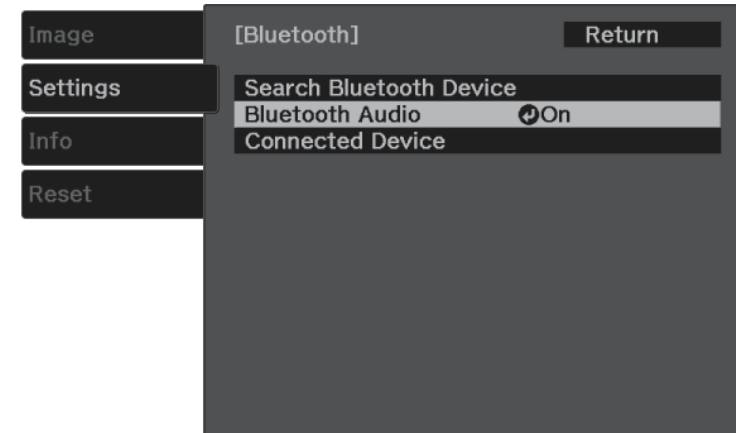 Image
Settings
Info
Reset
[Bluetooth] Return
Search Bluetooth Device
Bluetooth Audio On
Connected Device